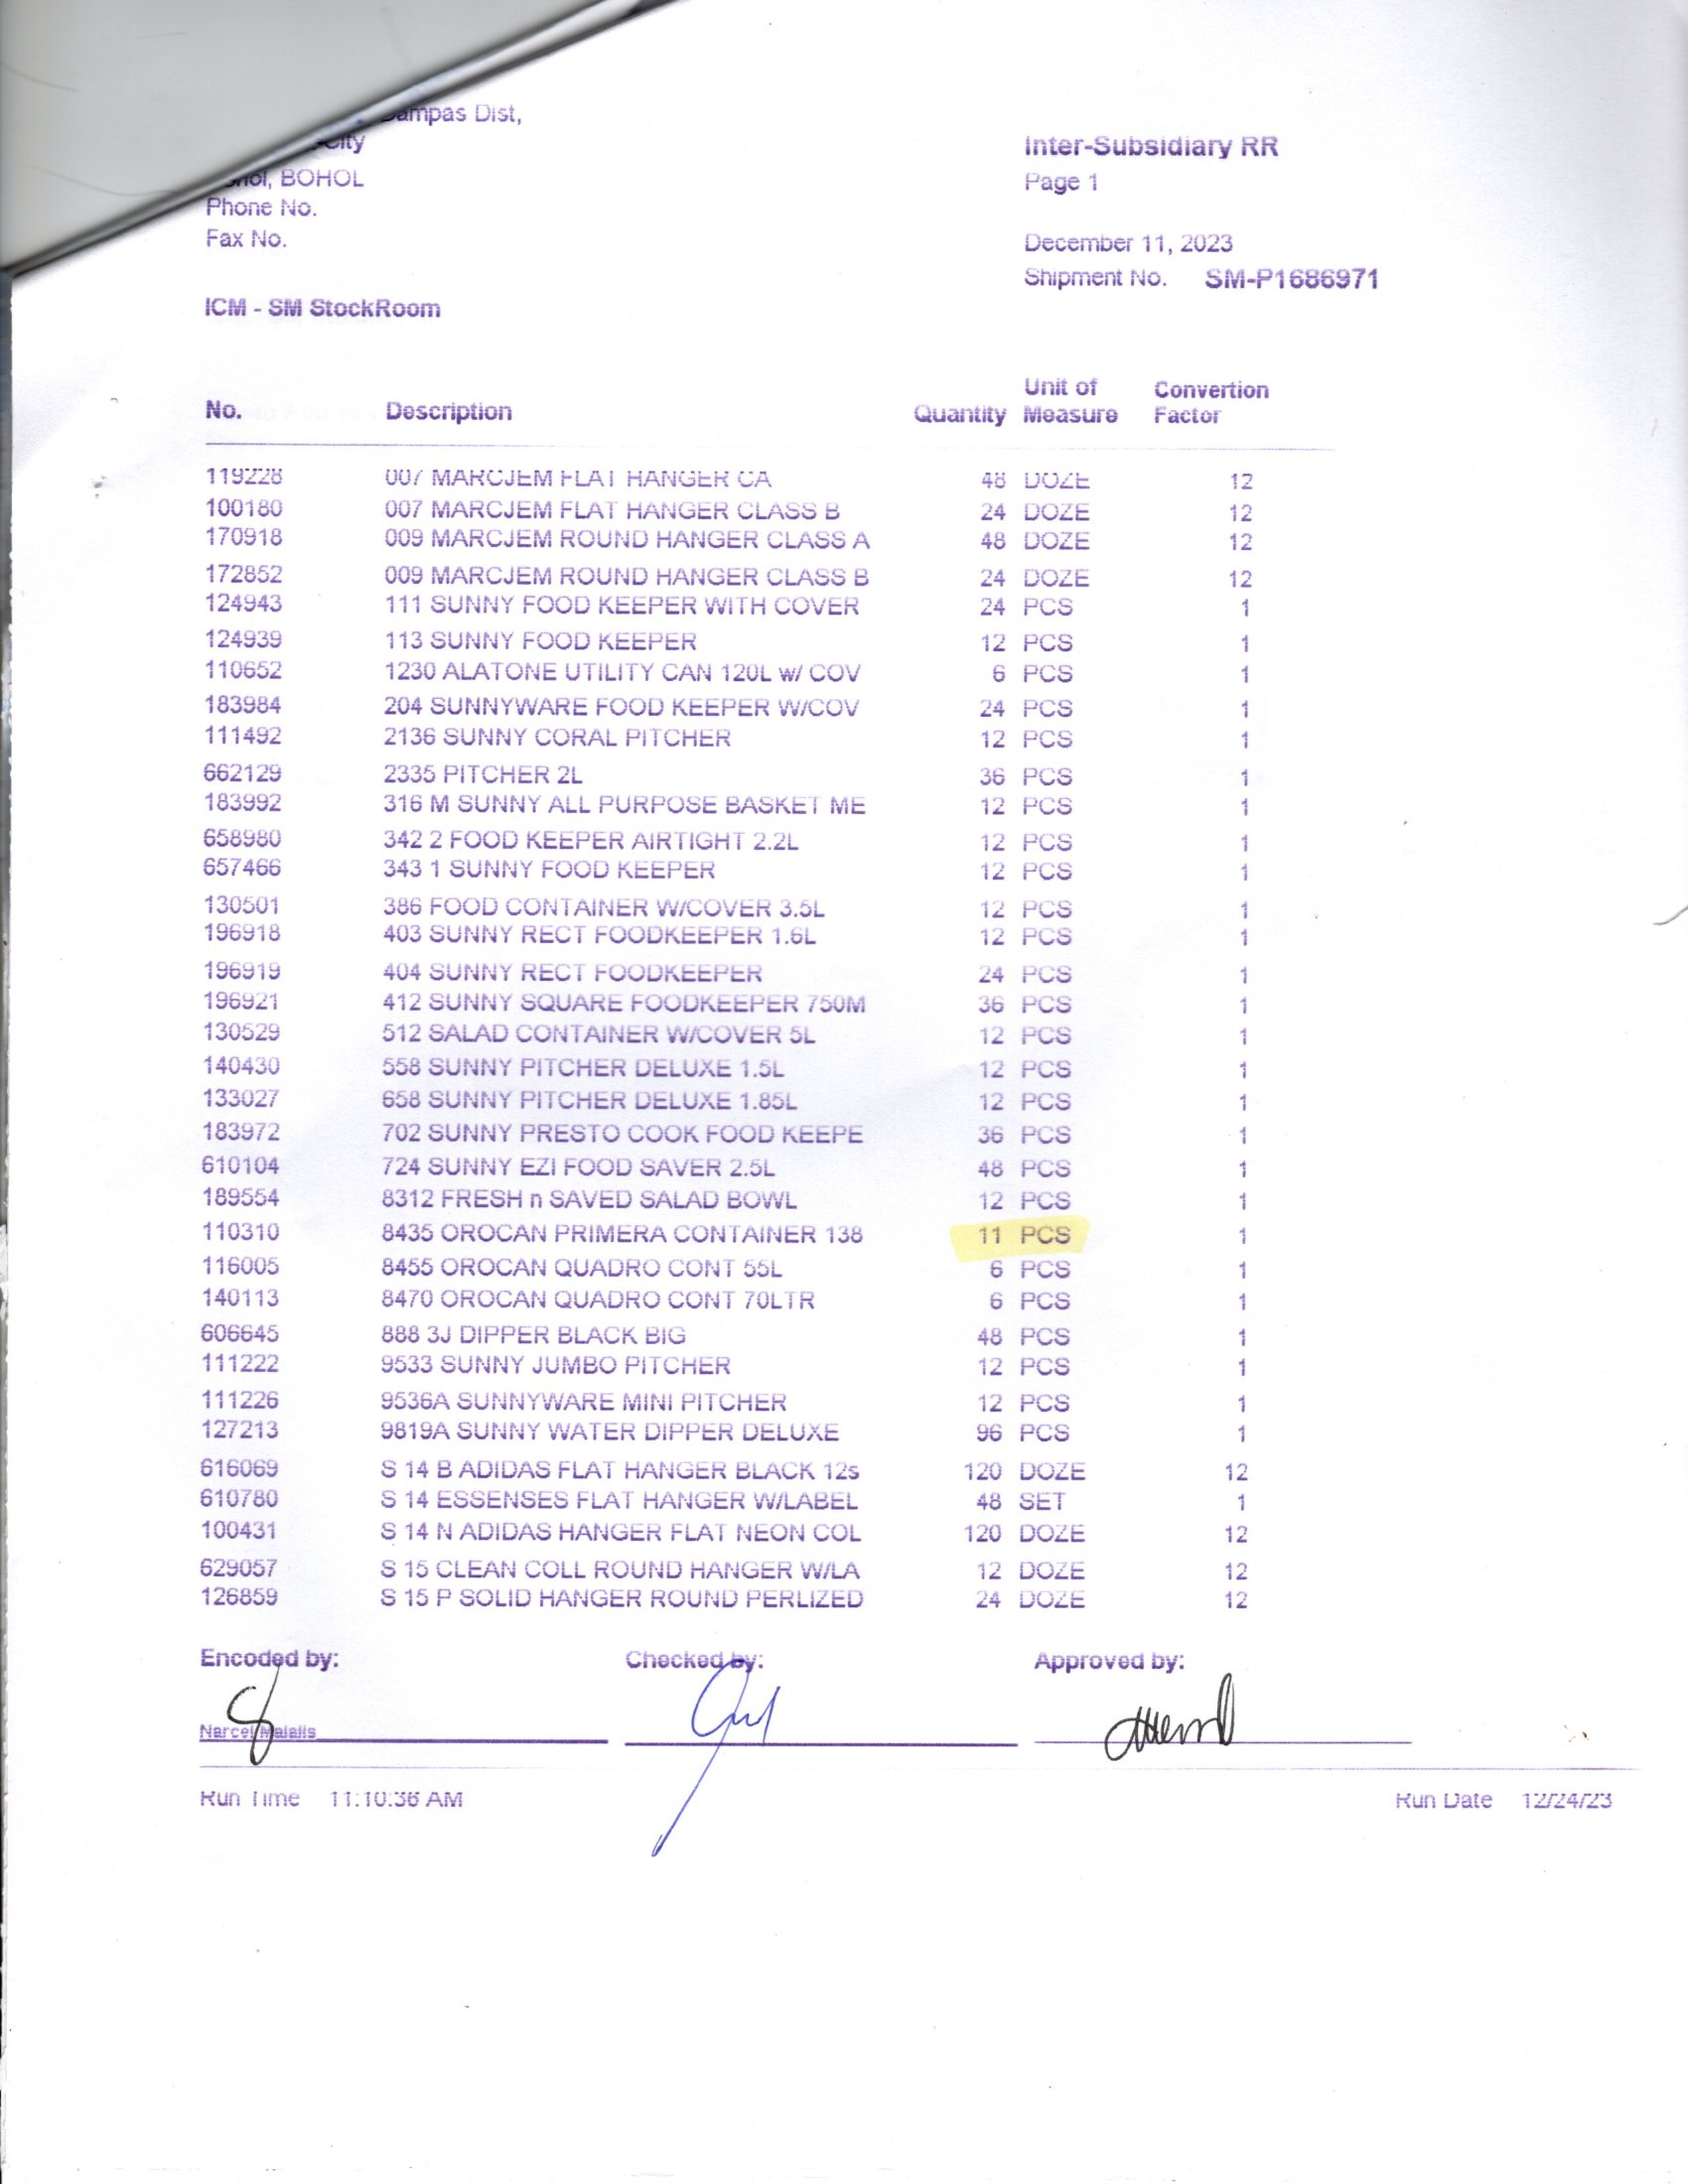 Dampas Dist,
City
Bohol, BOHOL
Phone No.
Fax No.
Inter-Subsidiary RR
Page 1
December 11, 2023
Shipment No. SM-P1686971
ICM - SM StockRoom
No. Description Quantity Unit of Measure Convertion Factor
119228 007 MARCJEM FLAT HANGER CA 48 DOZE 12
100180 007 MARCJEM FLAT HANGER CLASS B 24 DOZE 12
170918 009 MARCJEM ROUND HANGER CLASS A 48 DOZE 12
172852 009 MARCJEM ROUND HANGER CLASS B 24 DOZE 12
124943 111 SUNNY FOOD KEEPER WITH COVER 24 PCS 1
124939 113 SUNNY FOOD KEEPER 12 PCS 1
110652 1230 ALATONE UTILITY CAN 120L w/ COV 6 PCS 1
183984 204 SUNNYWARE FOOD KEEPER W/COV 24 PCS 1
111492 2136 SUNNY CORAL PITCHER 12 PCS 1
662129 2335 PITCHER 2L 36 PCS 1
183992 316 M SUNNY ALL PURPOSE BASKET ME 12 PCS 1
658980 342 2 FOOD KEEPER AIRTIGHT 2.2L 12 PCS 1
657466 343 1 SUNNY FOOD KEEPER 12 PCS 1
130501 386 FOOD CONTAINER W/COVER 3.5L 12 PCS 1
196918 403 SUNNY RECT FOODKEEPER 1.6L 12 PCS 1
196919 404 SUNNY RECT FOODKEEPER 24 PCS 1
196921 412 SUNNY SQUARE FOODKEEPER 750M 36 PCS 1
130529 512 SALAD CONTAINER W/COVER 5L 12 PCS 1
140430 558 SUNNY PITCHER DELUXE 1.5L 12 PCS 1
133027 658 SUNNY PITCHER DELUXE 1.85L 12 PCS 1
183972 702 SUNNY PRESTO COOK FOOD KEEPE 36 PCS 1
610104 724 SUNNY EZI FOOD SAVER 2.5L 48 PCS 1
189554 8312 FRESH n SAVED SALAD BOWL 12 PCS 1
110310 8435 OROCAN PRIMERA CONTAINER 138 11 PCS 1
116005 8455 OROCAN QUADRO CONT 55L 6 PCS 1
140113 8470 OROCAN QUADRO CONT 70LTR 6 PCS 1
606645 888 3J DIPPER BLACK BIG 48 PCS 1
111222 9533 SUNNY JUMBO PITCHER 12 PCS 1
111226 9536A SUNNYWARE MINI PITCHER 12 PCS 1
127213 9819A SUNNY WATER DIPPER DELUXE 96 PCS 1
616069 S 14 B ADIDAS FLAT HANGER BLACK 12s 120 DOZE 12
610780 S 14 ESSENSES FLAT HANGER W/LABEL 48 SET 1
100431 S 14 N ADIDAS HANGER FLAT NEON COL 120 DOZE 12
629057 S 15 CLEAN COLL ROUND HANGER W/LA 12 DOZE 12
126859 S 15 P SOLID HANGER ROUND PERLIZED 24 DOZE 12
Encoded by: Checked by: Approved by:
Narcel
Run Time 11:10:36 AM Run Date 12/24/23